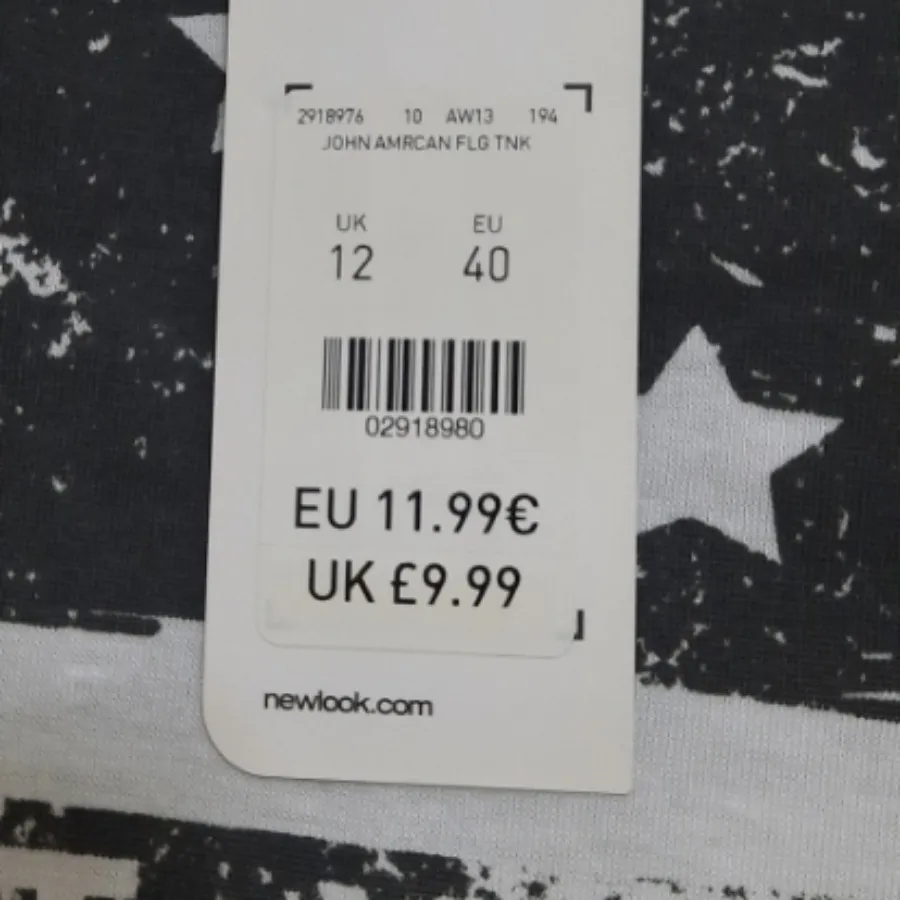 2918976 10 AW13 194
JOHN AMRCAN FLG TNK
UK EU
12 40
02918980
EU 11.99€
UK £9.99
newlook.com